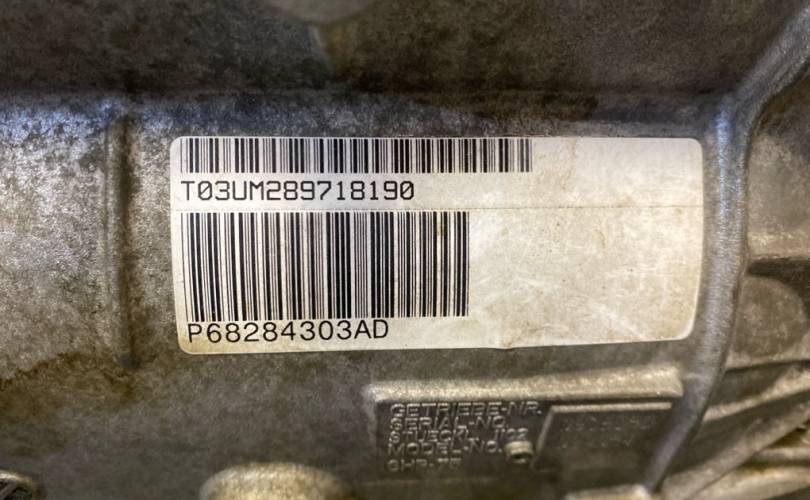 T03UM289718190
P68284303AD
GETRIEBE-NR.
SERIAL-NO.
MODEL-NO.